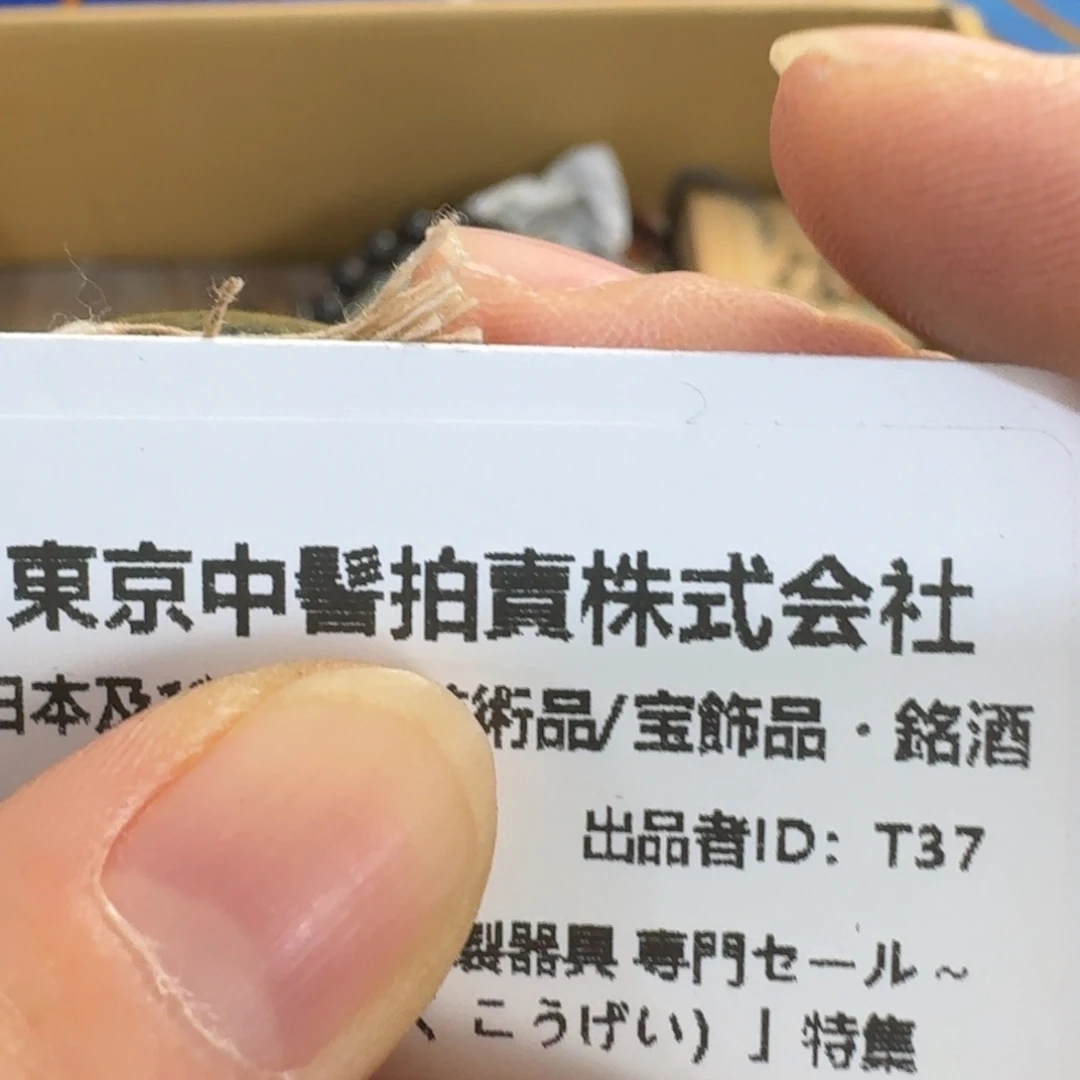 東京中髻拍賣株式会社
日本及 術品/宝飾品・銘酒
出品者ID: T37
製器具 専門セール～
、こうげい)」特集